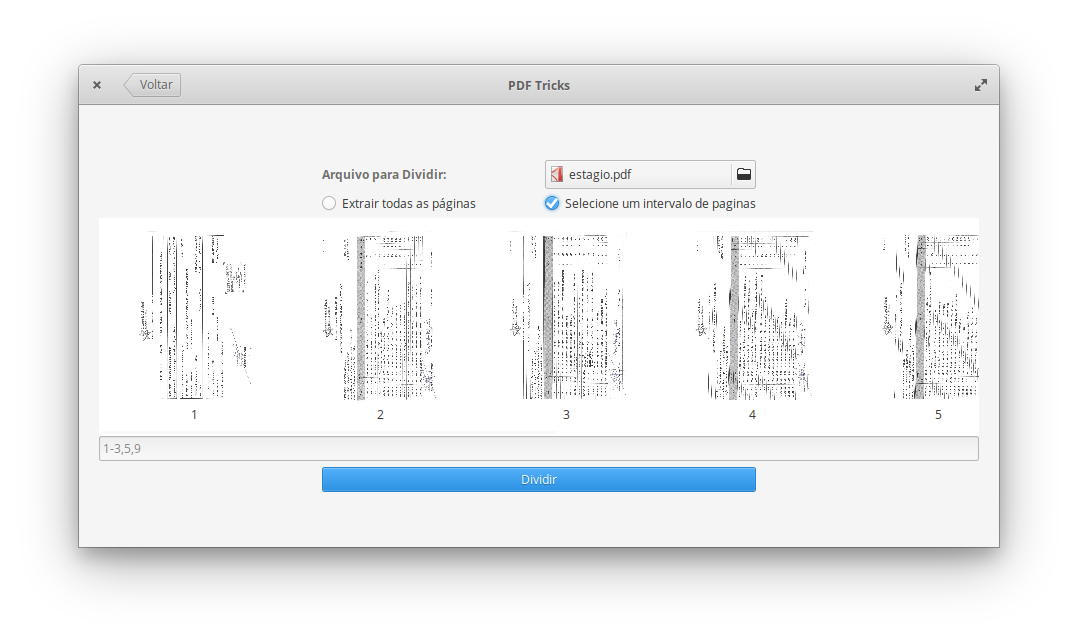 Voltar
PDF Tricks
Arquivo para Dividir:
estagio.pdf
Extrair todas as páginas
Selecione um intervalo de paginas
1
2
3
4
5
1-3,5,9
Dividir